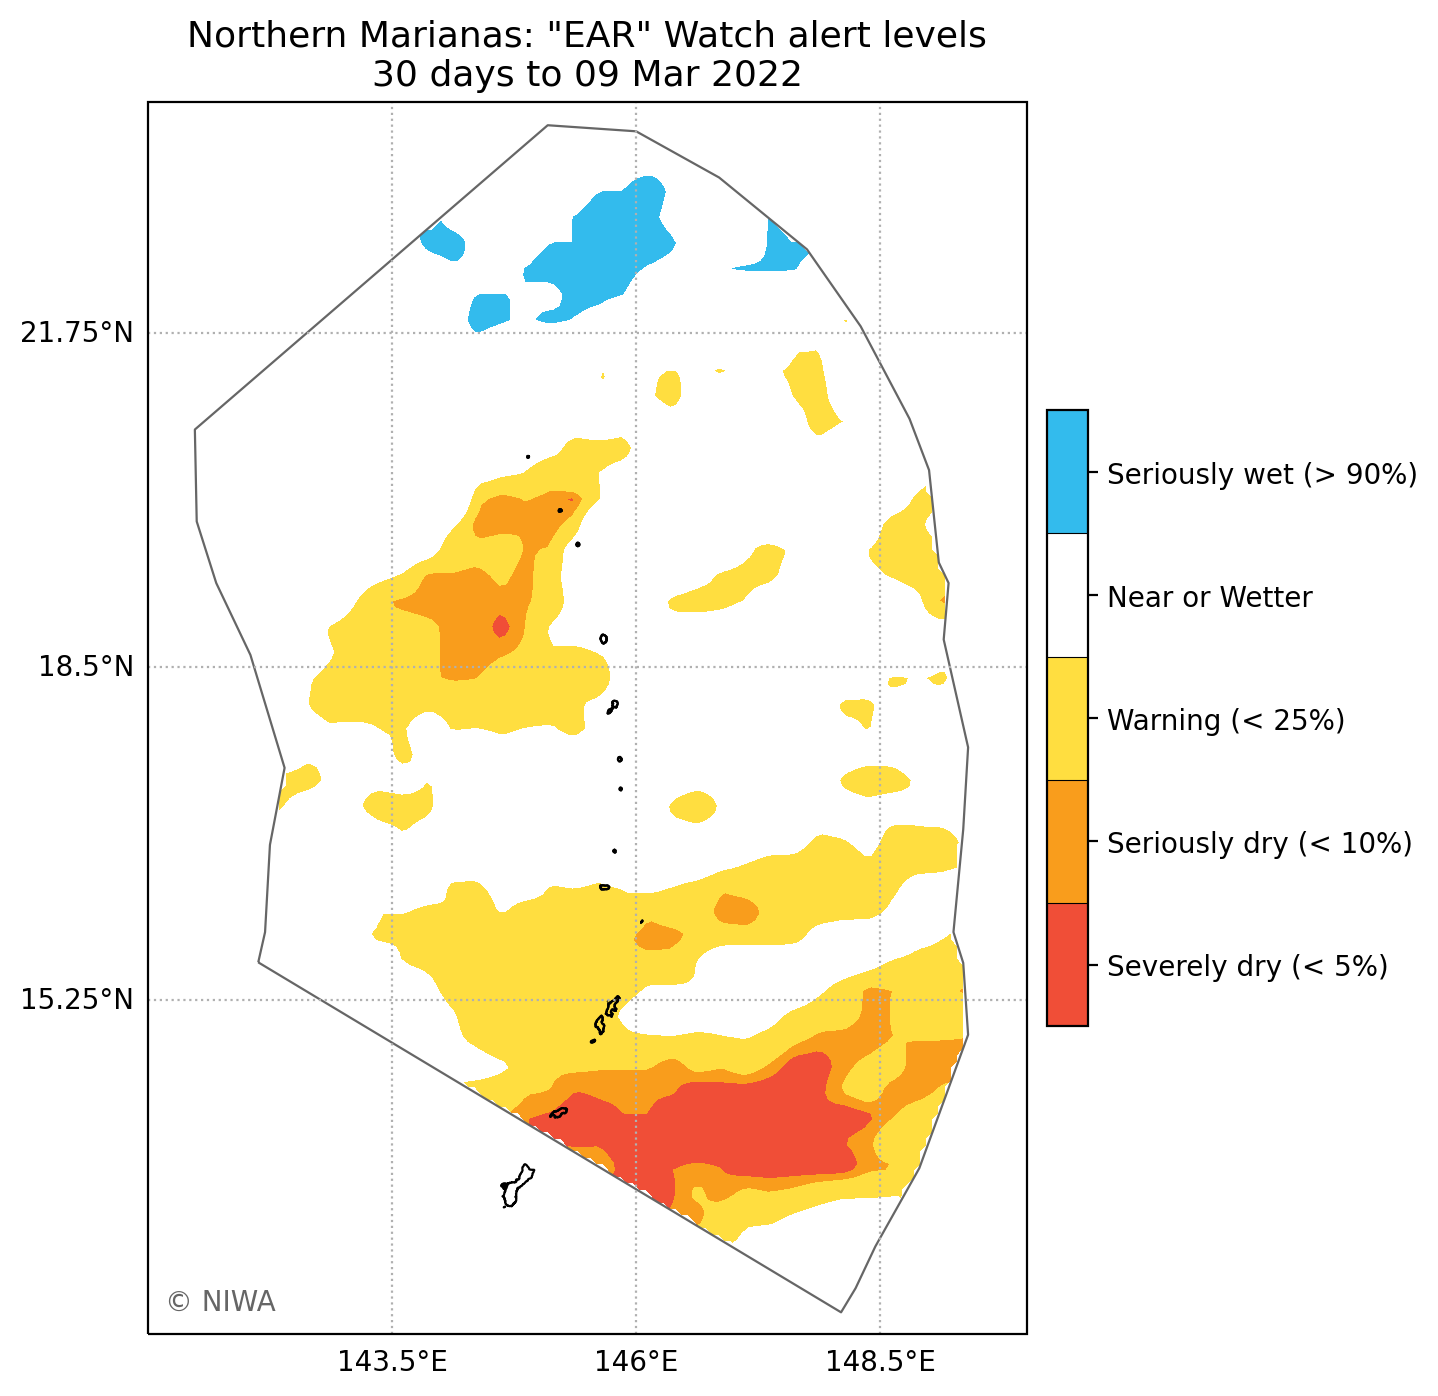 Northern Marianas: "EAR" Watch alert levels
30 days to 09 Mar 2022
21.75°N
18.5°N
15.25°N
143.5°E
146°E
148.5°E
Seriously wet (> 90%)
Near or Wetter
Warning (< 25%)
Seriously dry (< 10%)
Severely dry (< 5%)
© NIWA